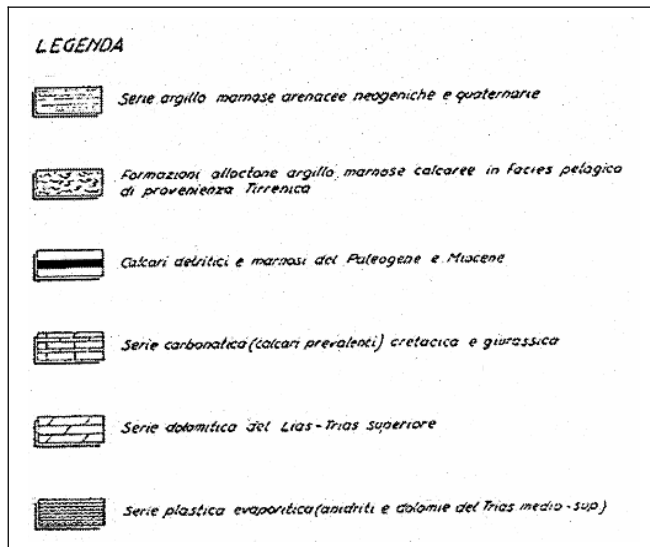 LEGENDA
Serie argillo marnose arenacee neogeniche e quaternarie
Formazioni alloctone argillo marnose calcaree in facies pelagica
di provenienza Tirrenica
Calcari detritici e marnosi del Paleogene e Miocene
Serie carbonatica (calcari prevalenti) cretacica e giurassica
Serie dolomitica del Lias-Trias superiore
Serie plastica evaporitica (anidriti e dolomie del Trias medio-sup)